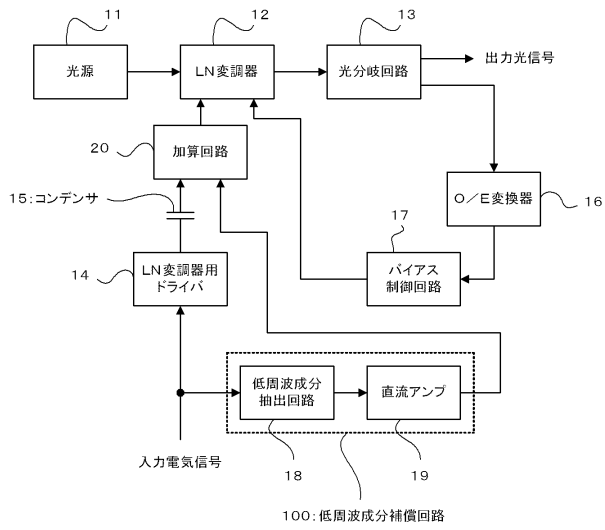 11
12
13
光源
LN変調器
光分岐回路
出力光信号
20
加算回路
15:コンデンサ
O/E変換器
16
17
14
LN変調器用
ドライバ
バイアス
制御回路
低周波成分
抽出回路
直流アンプ
入力電気信号
18
19
100:低周波成分補償回路